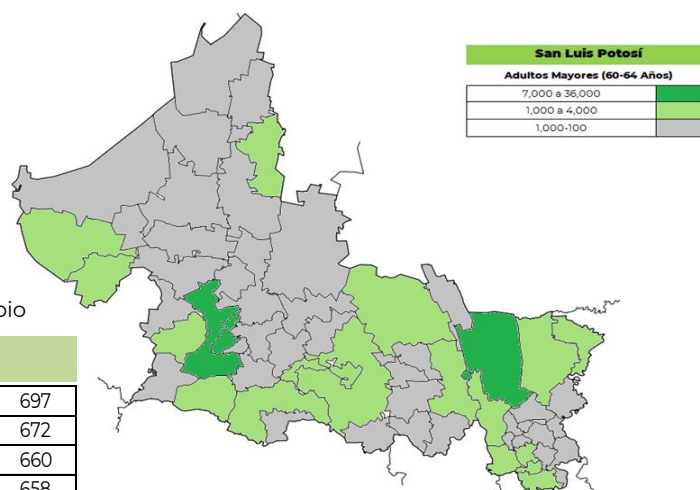 San Luis Potosí
Adultos Mayores (60-64 Años)
7,000 a 36,000
1,000 a 4,000
1,000-100
697
672
660
658